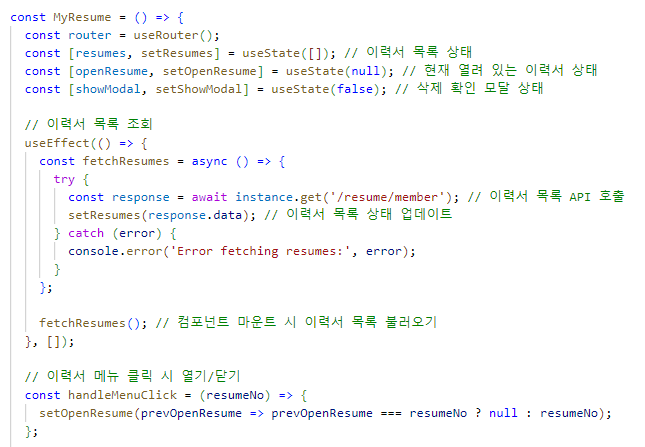 const MyResume = () => {
  const router = useRouter();
  const [resumes, setResumes] = useState([]); // 이력서 목록 상태
  const [openResume, setOpenResume] = useState(null); // 현재 열려 있는 이력서 상태
  const [showModal, setShowModal] = useState(false); // 삭제 확인 모달 상태

  // 이력서 목록 조회
  useEffect(() => {
    const fetchResumes = async () => {
      try {
        const response = await instance.get('/resume/member'); // 이력서 목록 API 호출
        setResumes(response.data); // 이력서 목록 상태 업데이트
      } catch (error) {
        console.error('Error fetching resumes:', error);
      }
    };

    fetchResumes(); // 컴포넌트 마운트 시 이력서 목록 불러오기
  }, []);

  // 이력서 메뉴 클릭 시 열기/닫기
  const handleMenuClick = (resumeNo) => {
    setOpenResume(prevOpenResume => prevOpenResume === resumeNo ? null : resumeNo);
  };